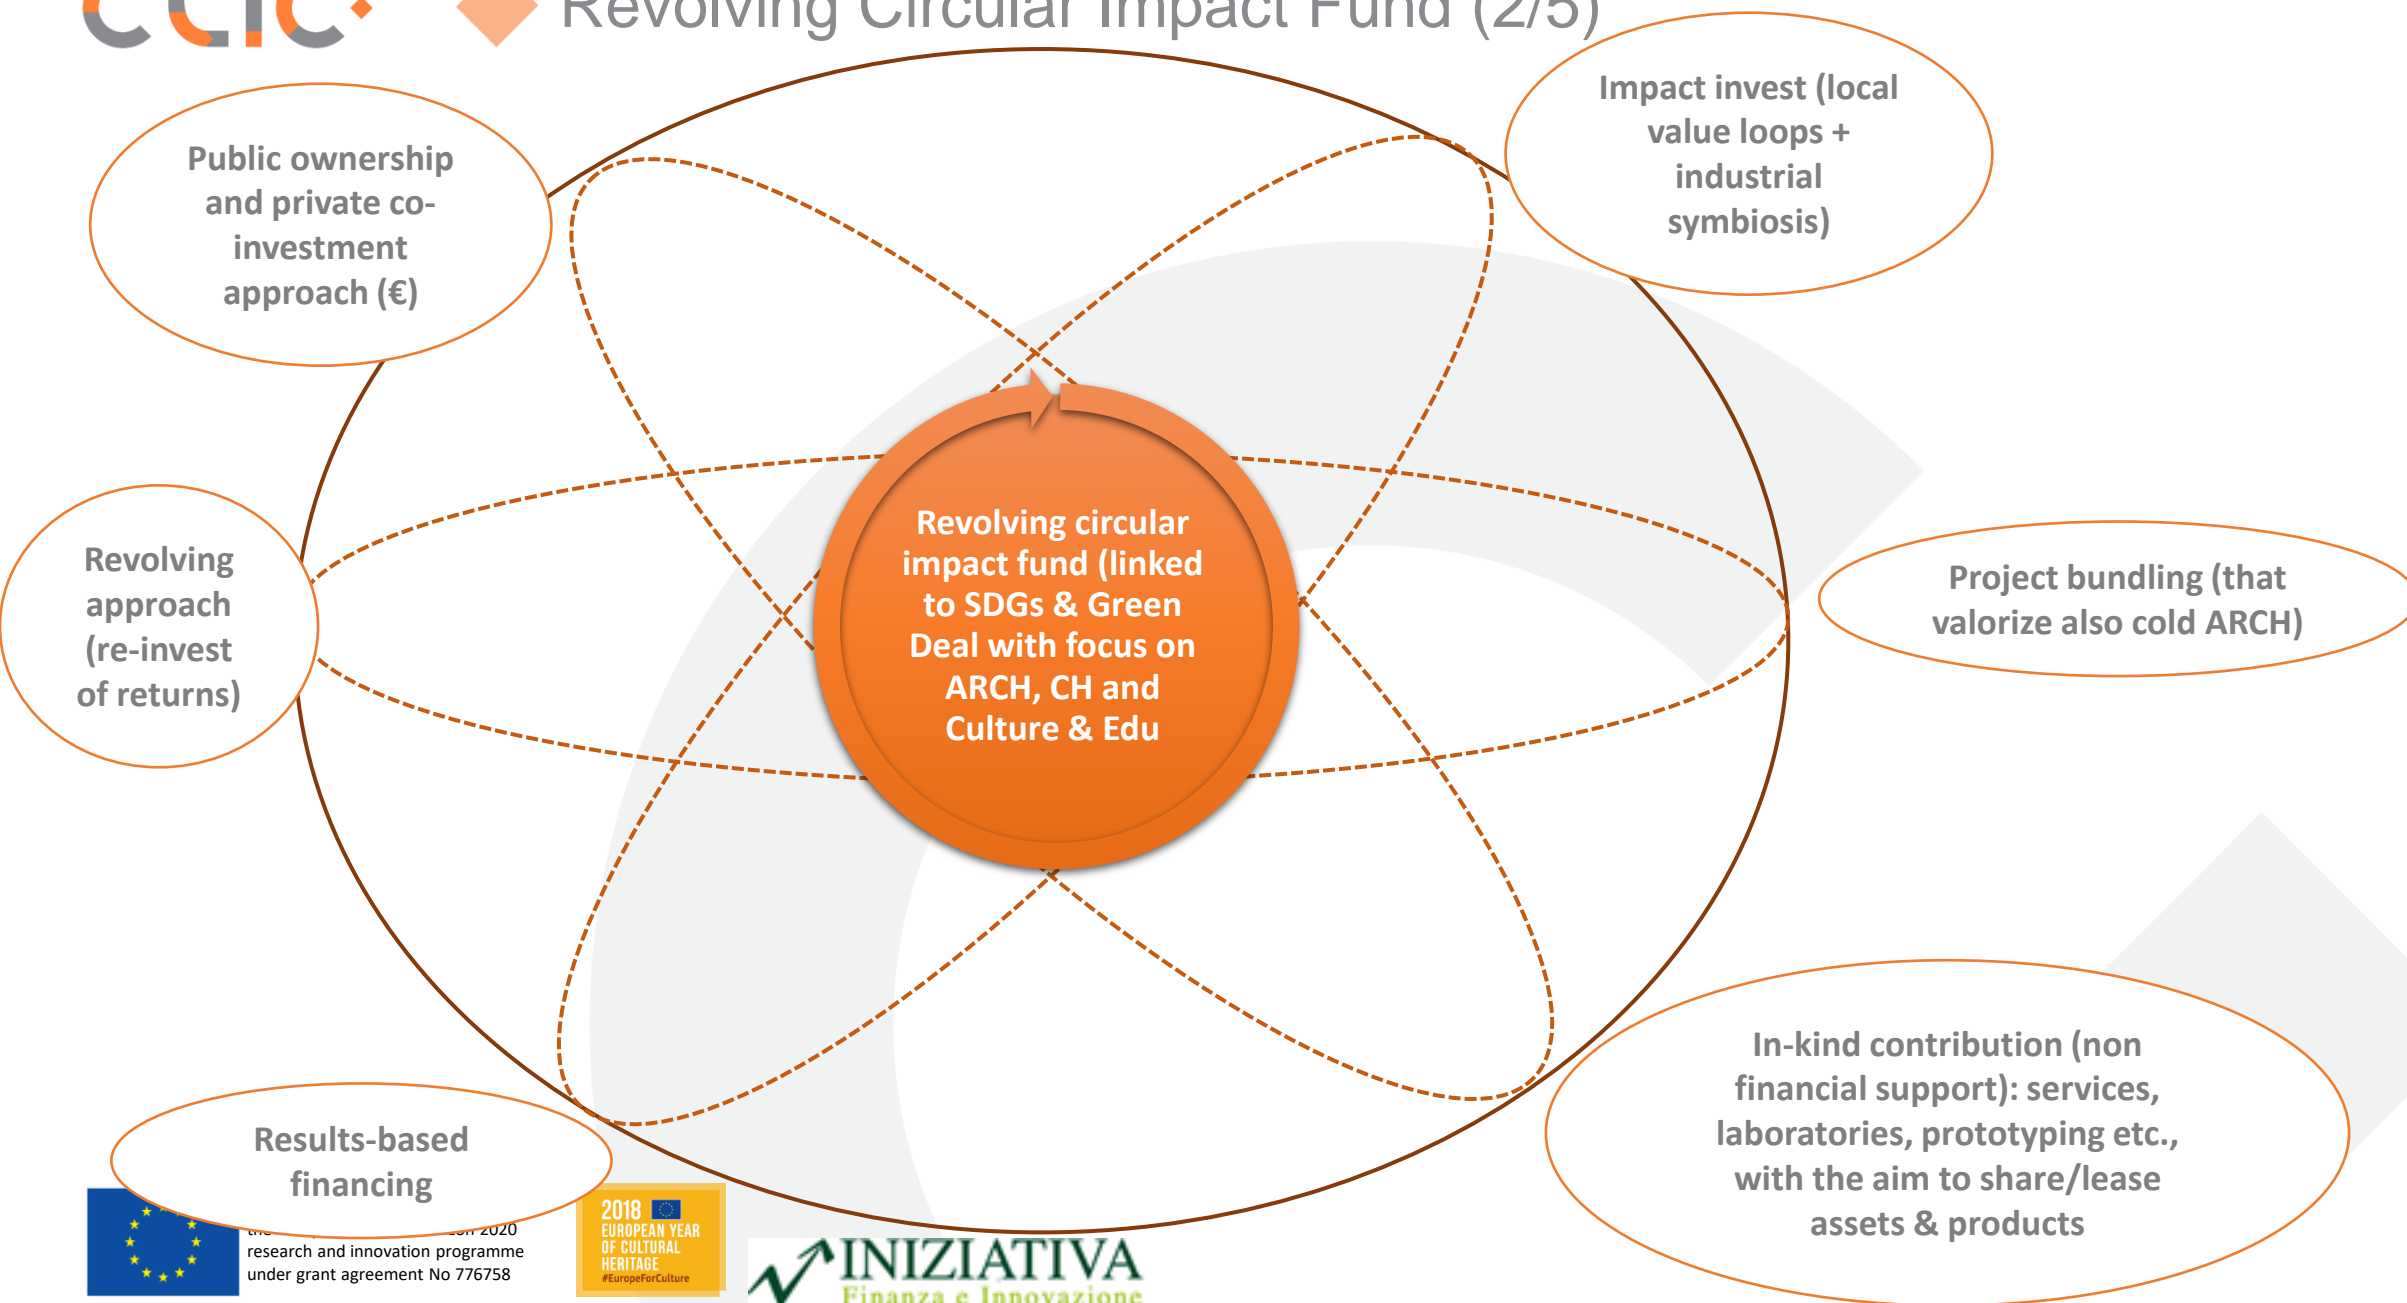 CLIC
Revolving Circular Impact Fund (2/5)
Public ownership
and private co-
investment
approach (€)
Impact invest (local
value loops +
industrial
symbiosis)
Revolving
approach
(re-invest
of returns)
Revolving circular
impact fund (linked
to SDGs & Green
Deal with focus on
ARCH, CH and
Culture & Edu
Project bundling (that
valorize also cold ARCH)
Results-based
financing
In-kind contribution (non
financial support): services,
laboratories, prototyping etc.,
with the aim to share/lease
assets & products
2020
research and innovation programme
under grant agreement No 776758
2018
EUROPEAN YEAR
OF CULTURAL
HERITAGE
#EuropeForCulture
INIZIATIVA
Finanza e Innovazione